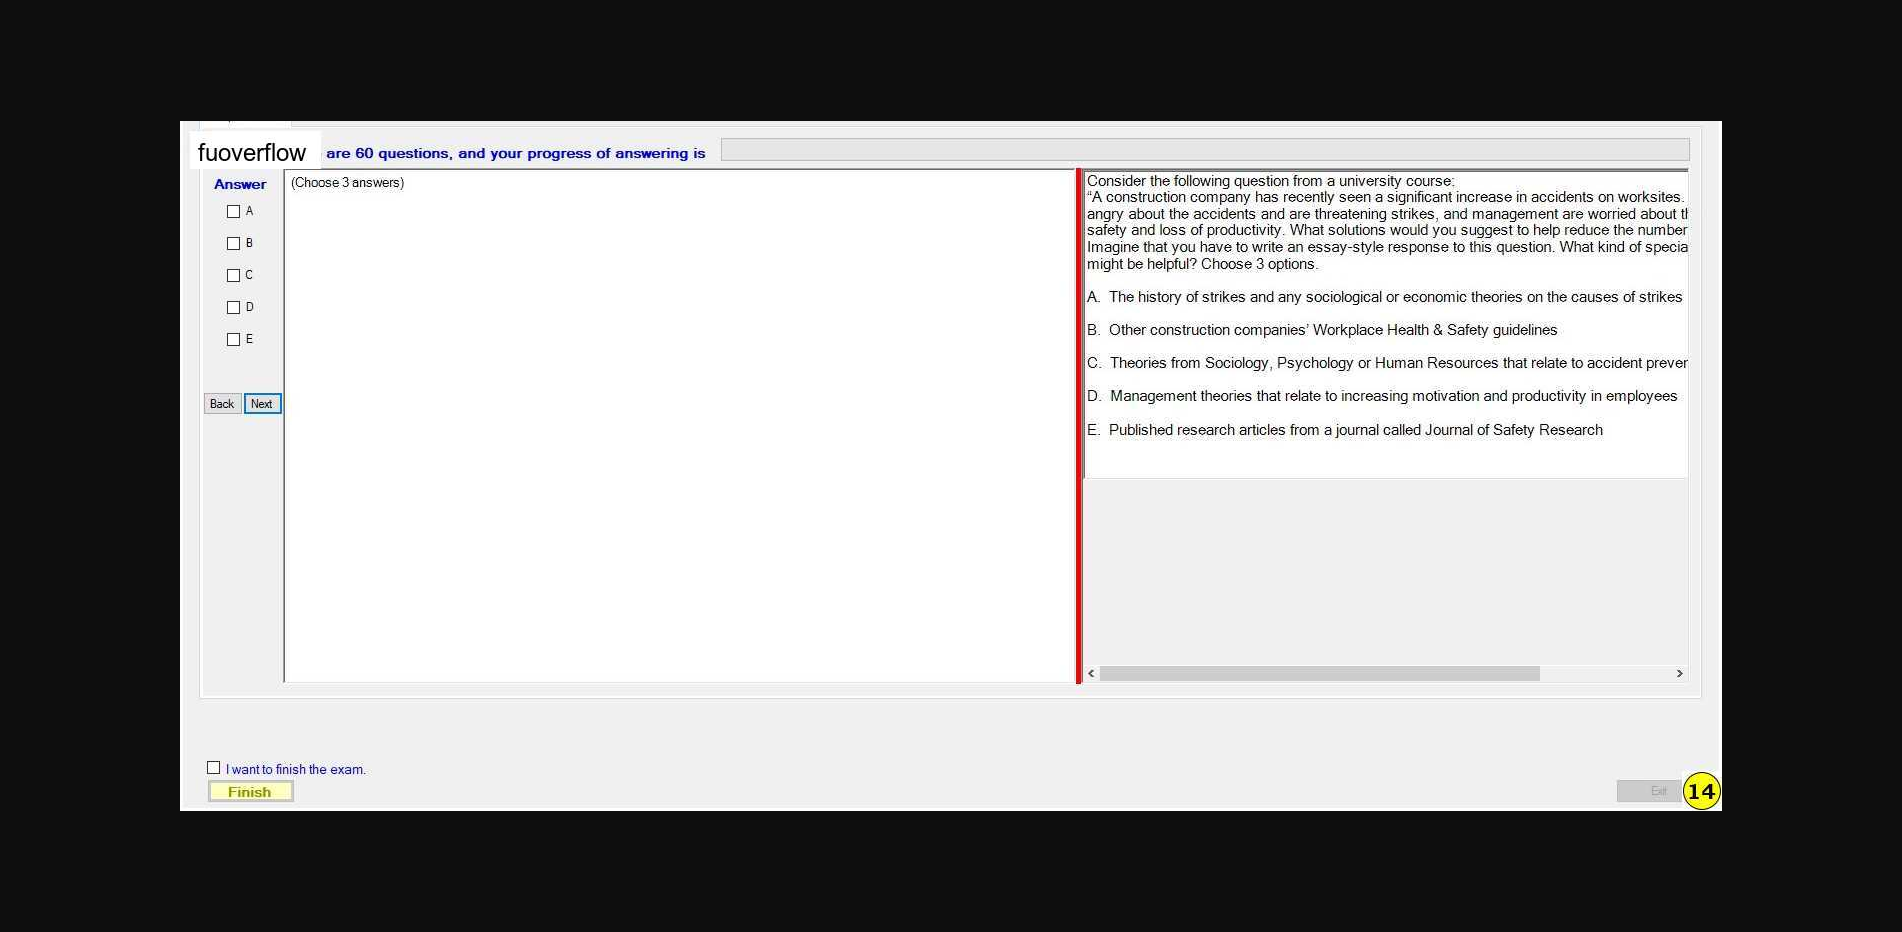 fuoverflow are 60 questions, and your progress of answering is
Answer
A
B
C
D
E
Back Next
(Choose 3 answers)
Consider the following question from a university course:
“A construction company has recently seen a significant increase in accidents on worksites.
angry about the accidents and are threatening strikes, and management are worried about
safety and loss of productivity. What solutions would you suggest to help reduce the number
Imagine that you have to write an essay-style response to this question. What kind of
might be helpful? Choose 3 options.
A. The history of strikes and any sociological or economic theories on the causes of strikes
B. Other construction companies’ Workplace Health & Safety guidelines
C. Theories from Sociology, Psychology or Human Resources that relate to accident
D. Management theories that relate to increasing motivation and productivity in employees
E. Published research articles from a journal called Journal of Safety Research
I want to finish the exam.
Finish
Exit
14